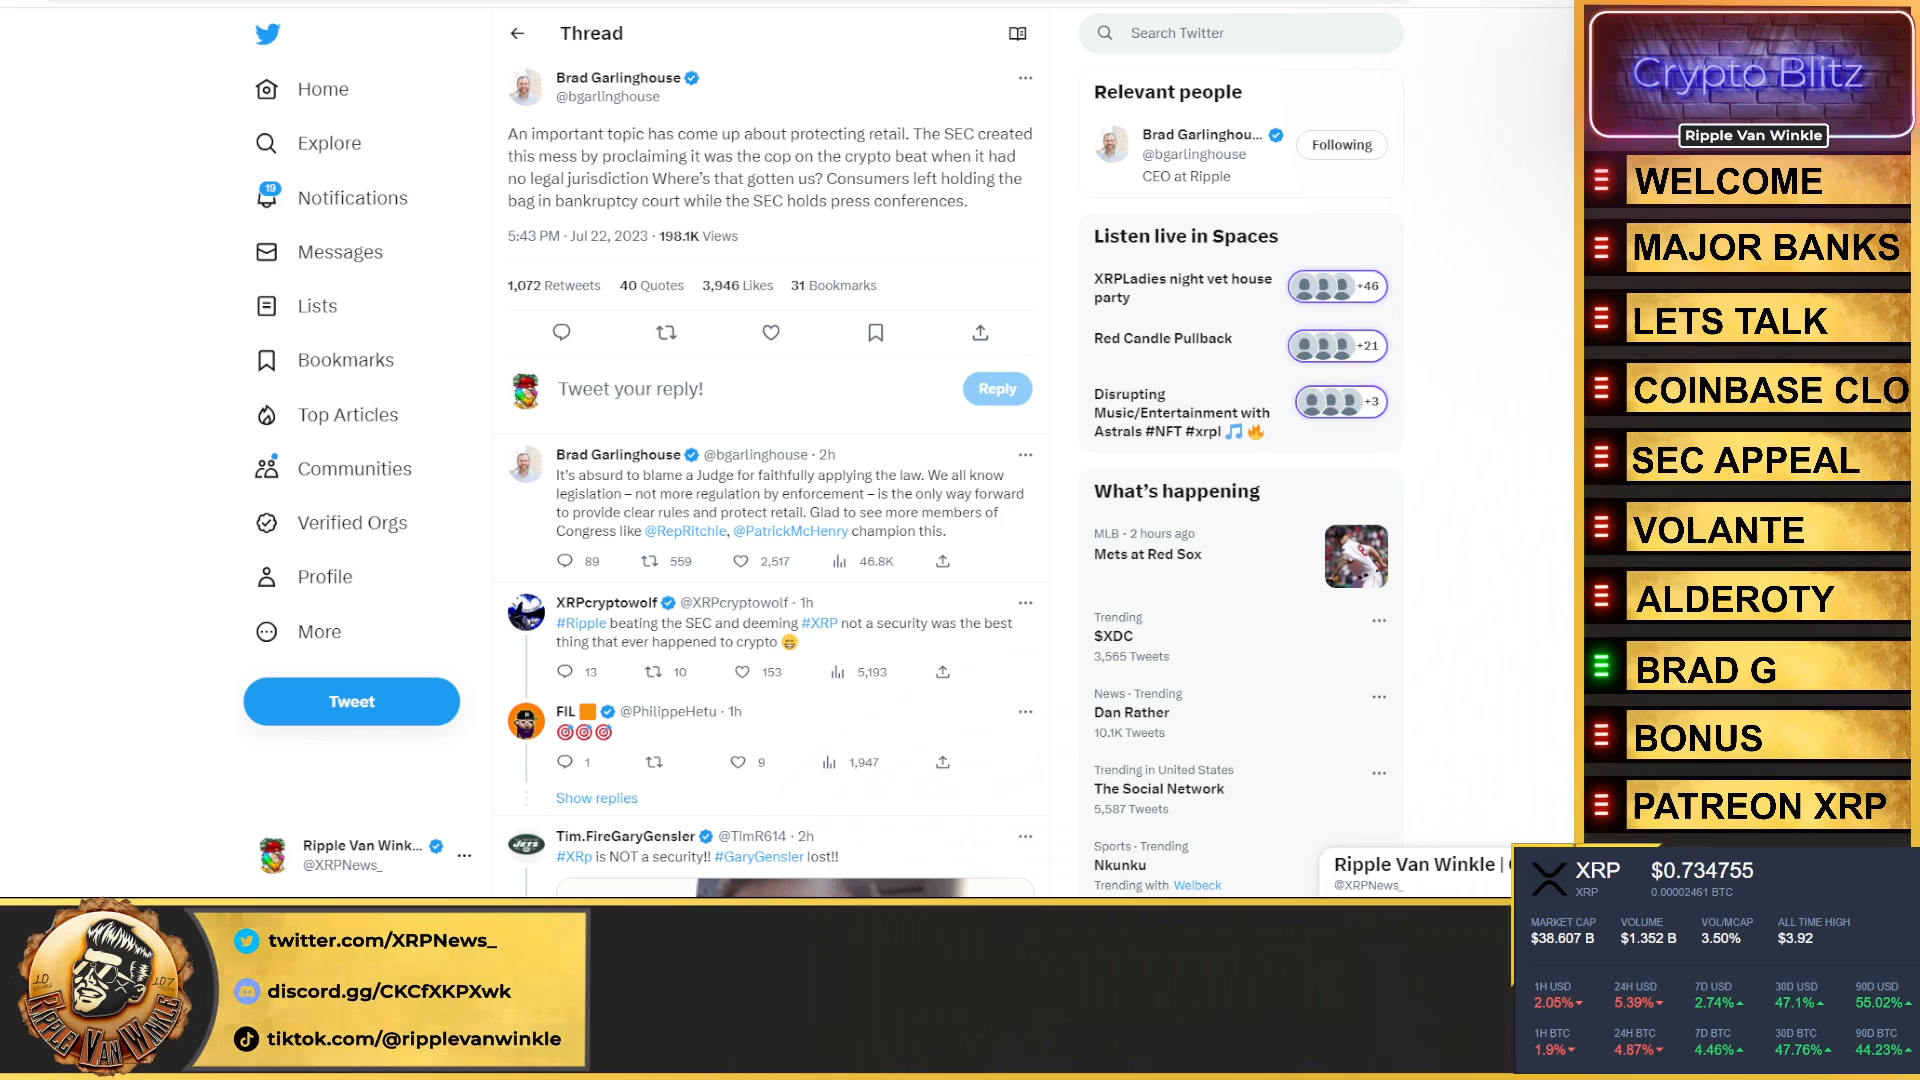 Home
Explore
19
Notifications
Messages
Lists
Bookmarks
Top Articles
Communities
Verified Orgs
Profile
More
Tweet
Ripple Van Wink...
@XRPNews_
Thread
Brad Garlinghouse
@bgarlinghouse
An important topic has come up about protecting retail. The SEC created
this mess by proclaiming it was the cop on the crypto beat when it had
no legal jurisdiction Where's that gotten us? Consumers left holding the
bag in bankruptcy court while the SEC holds press conferences.
5:43 PM · Jul 22, 2023 · 198.1K Views
1,072 Retweets 40 Quotes 3,946 Likes 31 Bookmarks
Tweet your reply!
Reply
Brad Garlinghouse @bgarlinghouse · 2h
It's absurd to blame a Judge for faithfully applying the law. We all know
legislation – not more regulation by enforcement – is the only way forward
to provide clear rules and protect retail. Glad to see more members of
Congress like @RepRitchie, @PatrickMcHenry champion this.
89 559 2,517 46.8K
XRPcryptowolf @XRPcryptowolf · 1h
#Ripple beating the SEC and deeming #XRP not a security was the best
thing that ever happened to crypto 😁
13 10 153 5,193
FIL 🟧 @PhilippeHetu · 1h
🎯🎯🎯
1 9 1,947
Show replies
Tim.FireGaryGensler @TimR614 · 2h
#XRp is NOT a security!! #GaryGensler lost!!
JETS
Search Twitter
Relevant people
Brad Garlinghou...
@bgarlinghouse
CEO at Ripple
Following
Listen live in Spaces
XRPLadies night vet house
party
+46
Red Candle Pullback
+21
Disrupting
Music/Entertainment with
Astrals #NFT #xrpl 🎵 🔥
+3
What's happening
MLB · 2 hours ago
Mets at Red Sox
Trending
$XDC
3,565 Tweets
News · Trending
Dan Rather
10.1K Tweets
Trending in United States
The Social Network
5,587 Tweets
Sports · Trending
Nkunku
Trending with Weibeck
Ripple Van Winkle |
@XRPNews_
Crypto Blitz
Ripple Van Winkle
WELCOME
MAJOR BANKS
LETS TALK
COINBASE CLO
SEC APPEAL
VOLANTE
ALDEROTY
BRAD G
BONUS
PATREON XRP
XRP $0.734755
XRP 0.00002461 BTC
MARKET CAP VOLUME VOL/MCAP ALL TIME HIGH
$38.607 B $1.352 B 3.50% $3.92
1H USD 24H USD 7D USD 30D USD 90D USD
2.05% 5.39% 2.74% 47.1% 55.02%
1H BTC 24H BTC 7D BTC 30D BTC 90D BTC
1.9% 4.87% 4.46% 47.76% 44.23%
RIPPLE VAN WINKLE
twitter.com/XRPNews_
discord.gg/CKCfXKPXwk
tiktok.com/@ripplevanwinkle